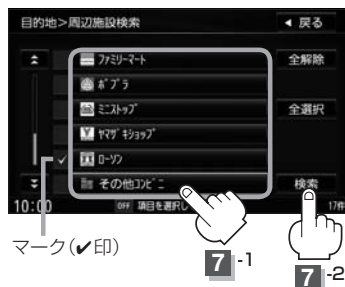 目的地>周辺施設検索
◀ 戻る
ファミリーマート
全解除
ポプラ
ミニストップ
全選択
ヤマザキショップ
✓ ローソン
その他コンビニ
検索
10:00
OFF 項目を選択し
17件
マーク(✔印)
7 -1
7 -2